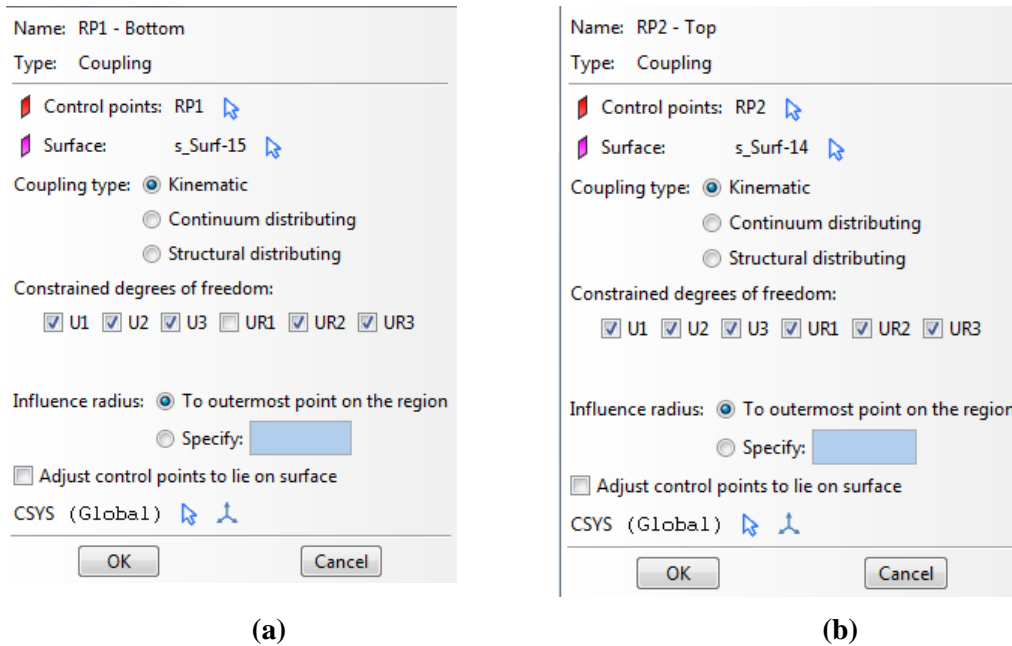 Name: RP1 - Bottom
Type: Coupling
Control points: RP1
Surface: s_Surf-15
Coupling type: Kinematic
Continuum distributing
Structural distributing
Constrained degrees of freedom:
U1 U2 U3 UR1 UR2 UR3
Influence radius: To outermost point on the region
Specify:
Adjust control points to lie on surface
CSYS (Global)
OK Cancel
(a)
Name: RP2 - Top
Type: Coupling
Control points: RP2
Surface: s_Surf-14
Coupling type: Kinematic
Continuum distributing
Structural distributing
Constrained degrees of freedom:
U1 U2 U3 UR1 UR2 UR3
Influence radius: To outermost point on the region
Specify:
Adjust control points to lie on surface
CSYS (Global)
OK Cancel
(b)